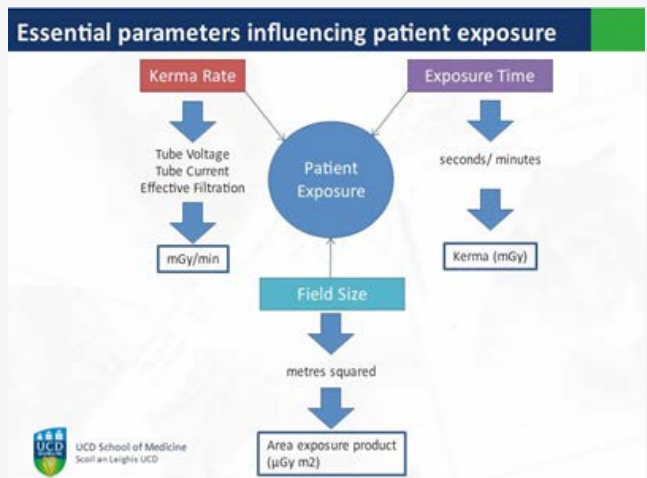 Essential parameters influencing patient exposure
Kerma Rate
Exposure Time
Tube Voltage
Tube Current
Effective Filtration
Patient
Exposure
seconds/ minutes
mGy/min
Kerma (mGy)
Field Size
metres squared
Area exposure product
(µGy m2)
UCD
DUBLIN
UCD School of Medicine
Scoil an Leighis UCD